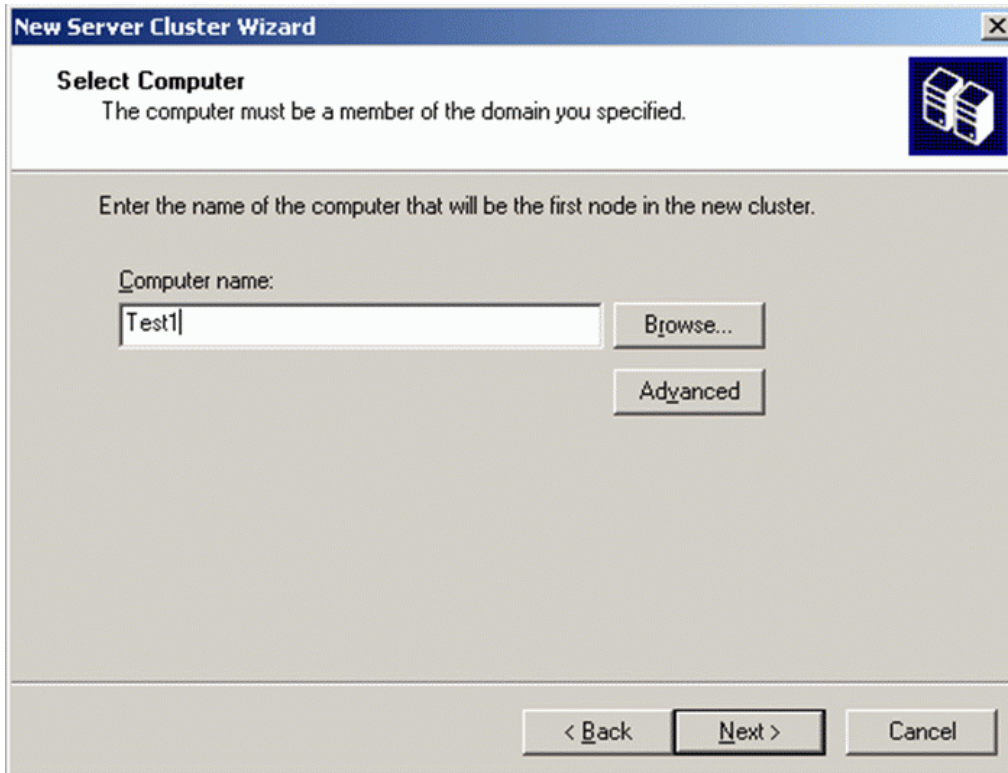 New Server Cluster Wizard
Select Computer
The computer must be a member of the domain you specified.
Enter the name of the computer that will be the first node in the new cluster.
Computer name:
Test1
Browse...
Advanced
< Back
Next >
Cancel